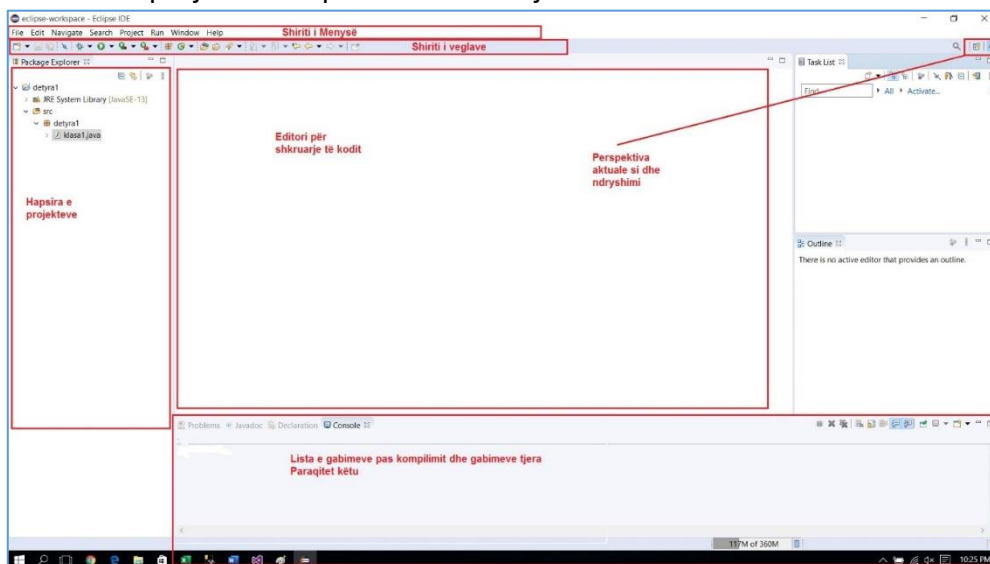 eclipse-workspace - Eclipse IDE
File Edit Navigate Search Project Run Window Help
Shiriti i Menysë
Shiriti i veglave
Package Explorer
Task List
detyra1
JRE System Library [JavaSE-13]
src
detyra1
klasa1.java
Find
All
Activate...
Editori për
shkruarje të kodit
Perspektiva
aktuale si dhe
ndryshimi
Hapsira e
projekteve
Outline
There is no active editor that provides an outline.
Problems Javadoc Declaration Console
Lista e gabimeve pas kompilimit dhe gabimeve tjera
Paraqitet këtu
117M of 360M
10:25 PM